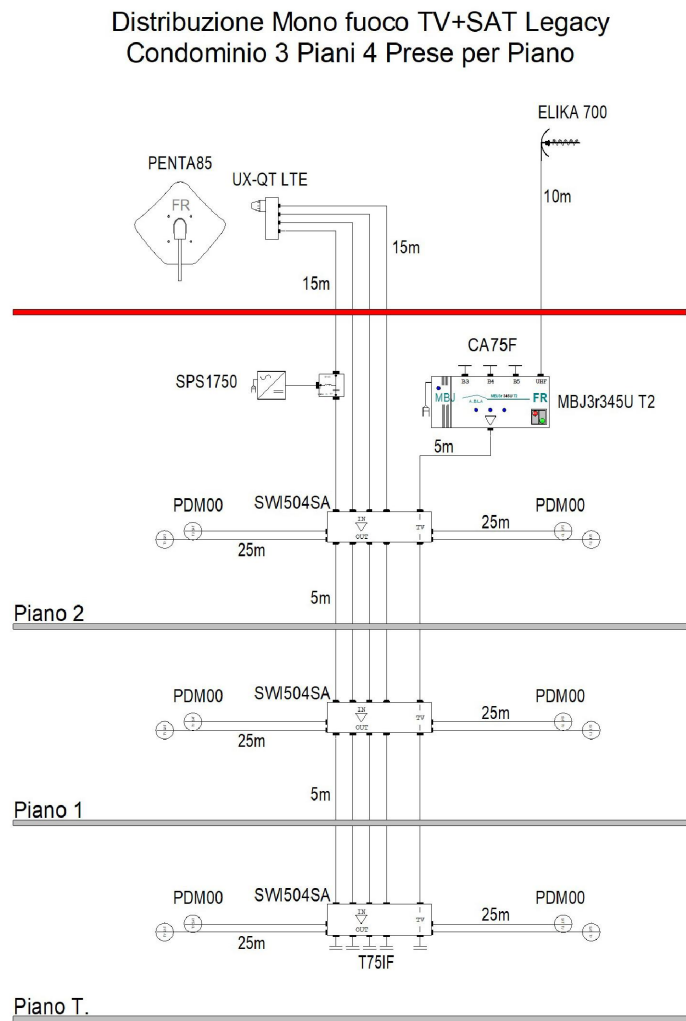 Distribuzione Mono fuoco TV+SAT Legacy
Condominio 3 Piani 4 Prese per Piano
ELIKA 700
PENTA85
UX-QT LTE
FR
10m
15m
15m
CA75F
SPS1750
B3 B4 B5 UHF
MBJ
FR
MBJ3r345U T2
5m
PDM00
SWI504SA
PDM00
IN
TV
OUT
25m
25m
5m
Piano 2
PDM00
SWI504SA
PDM00
IN
TV
OUT
25m
25m
5m
Piano 1
PDM00
SWI504SA
PDM00
IN
TV
OUT
25m
25m
T75IF
Piano T.